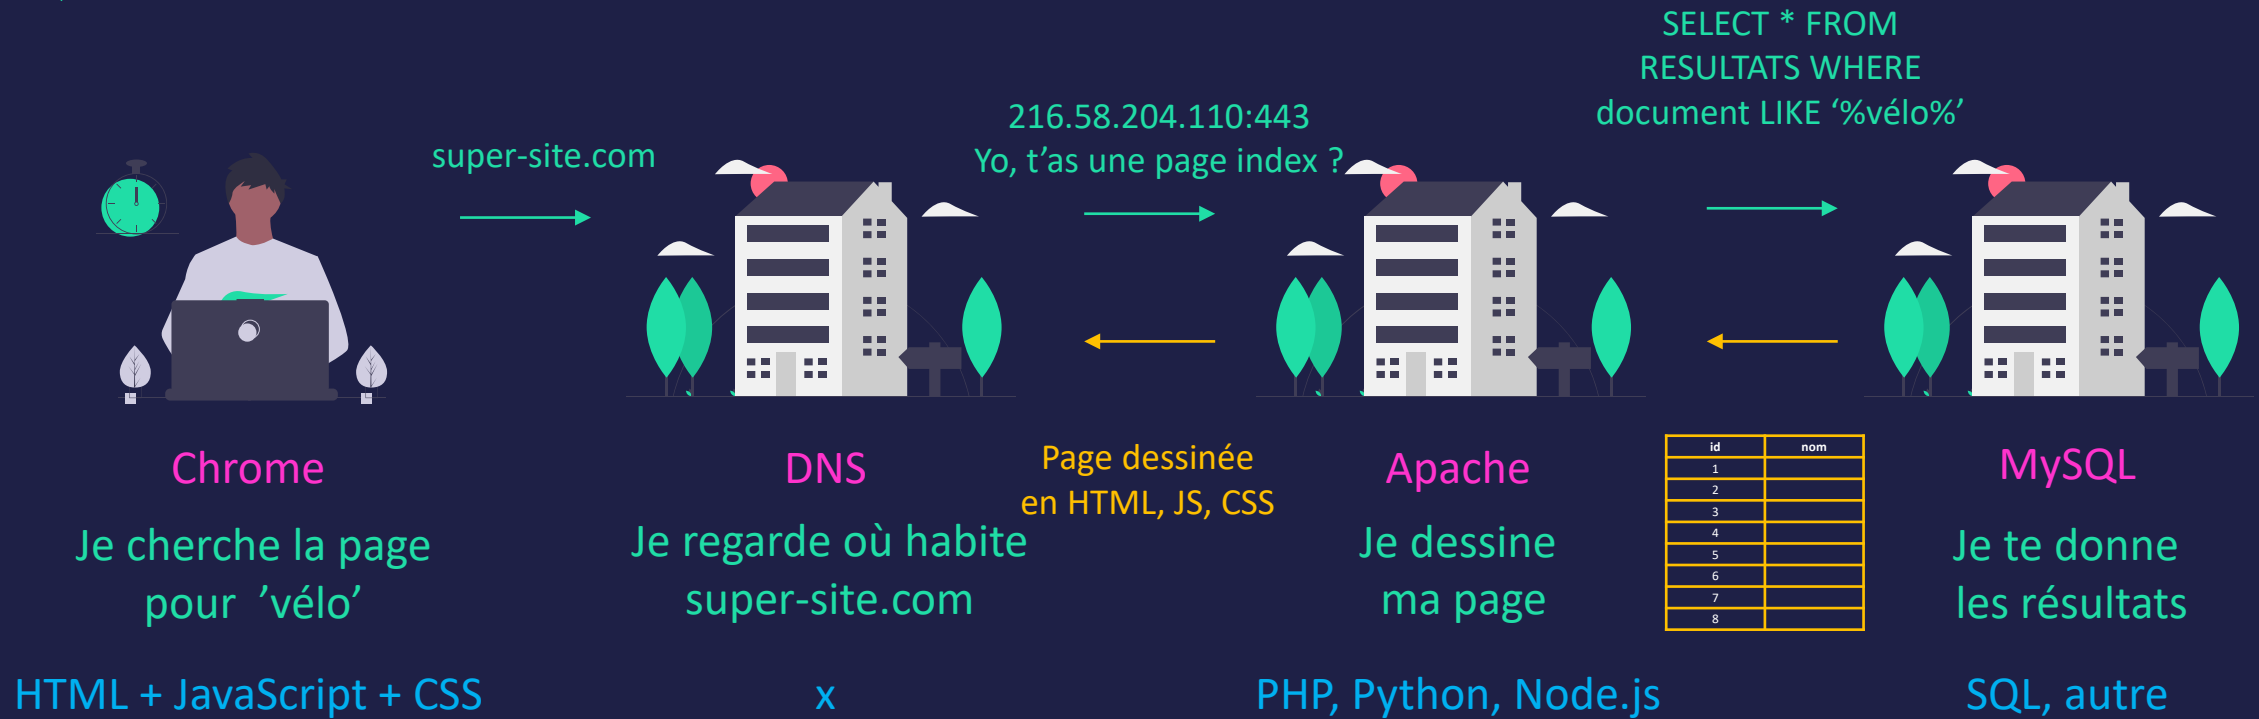 SELECT * FROM
RESULTATS WHERE
document LIKE ‘%vélo%’
216.58.204.110:443
Yo, t’as une page index ?
super-site.com
Chrome
DNS
Page dessinée
en HTML, JS, CSS
Apache
id nom
1
2
3
4
5
6
7
8
MySQL
Je cherche la page
pour ’vélo’
Je regarde où habite
super-site.com
Je dessine
ma page
Je te donne
les résultats
HTML + JavaScript + CSS
x
PHP, Python, Node.js
SQL, autre